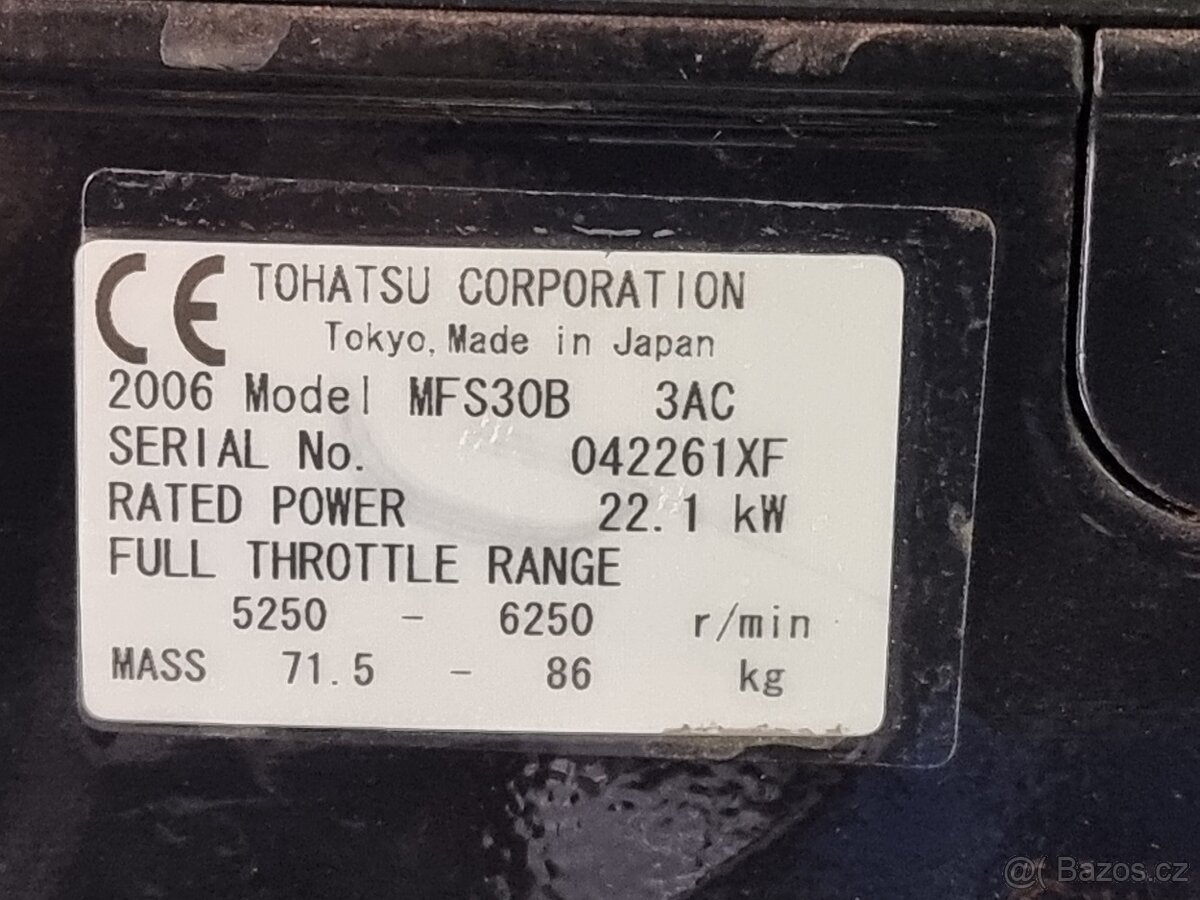 CE TOHATSU CORPORATION
Tokyo, Made in Japan
2006 Model MFS30B 3AC
SERIAL No. 042261XF
RATED POWER 22.1 kW
FULL THROTTLE RANGE
5250 - 6250 r/min
MASS 71.5 - 86 kg
@( Bazos.cz